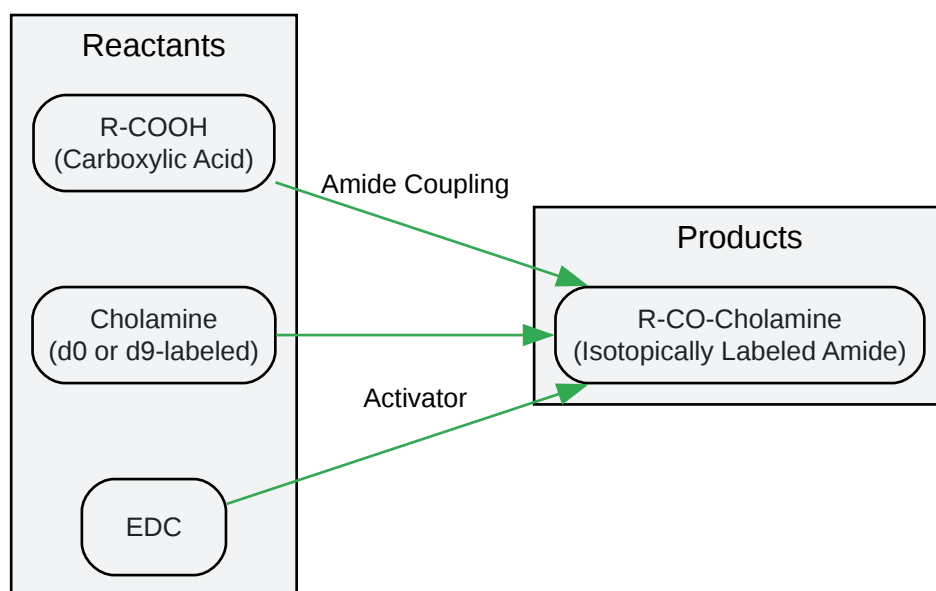 Reactants
R-COOH
(Carboxylic Acid)
Amide Coupling
Products
Cholamine
(d0 or d9-labeled)
R-CO-Cholamine
(Isotopically Labeled Amide)
Activator
EDC